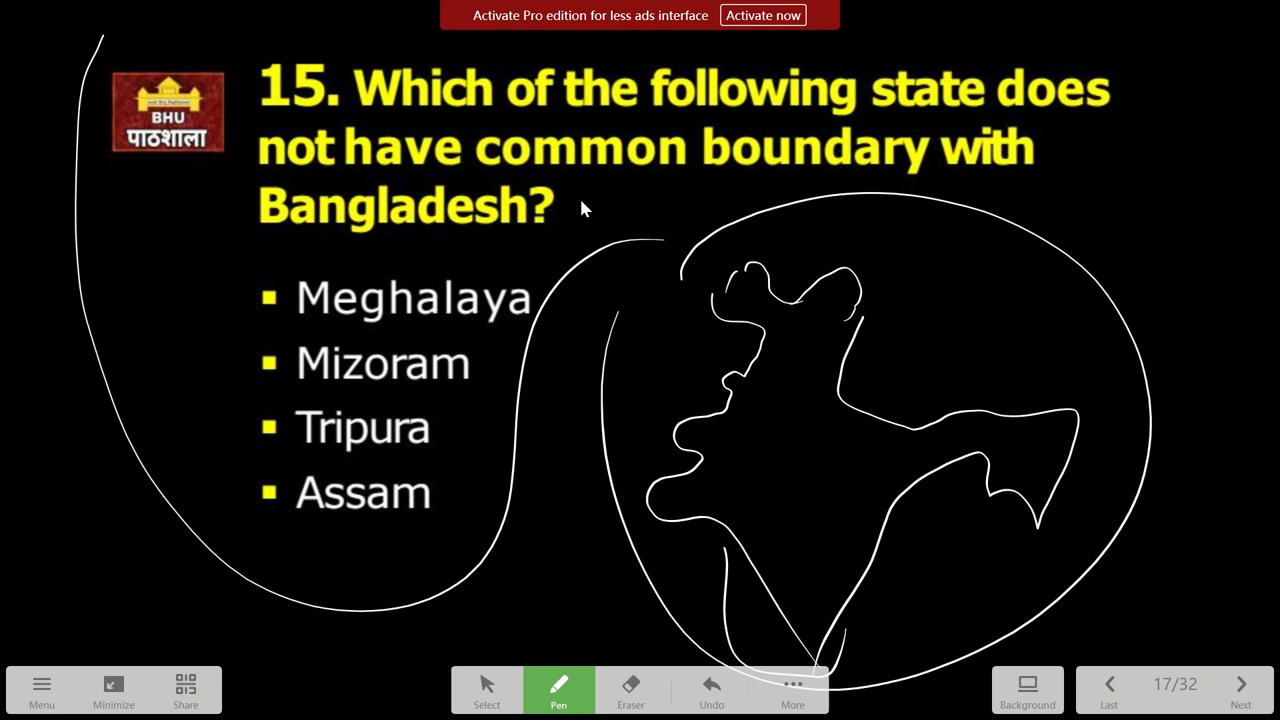 Activate Pro edition for less ads interface Activate now
15. Which of the following state does
not have common boundary with
Bangladesh?
BHU
पाठशाला
Meghalaya
Mizoram
Tripura
Assam
Menu Minimize Share Select Pen Eraser Undo More Background Last 17/32 Next